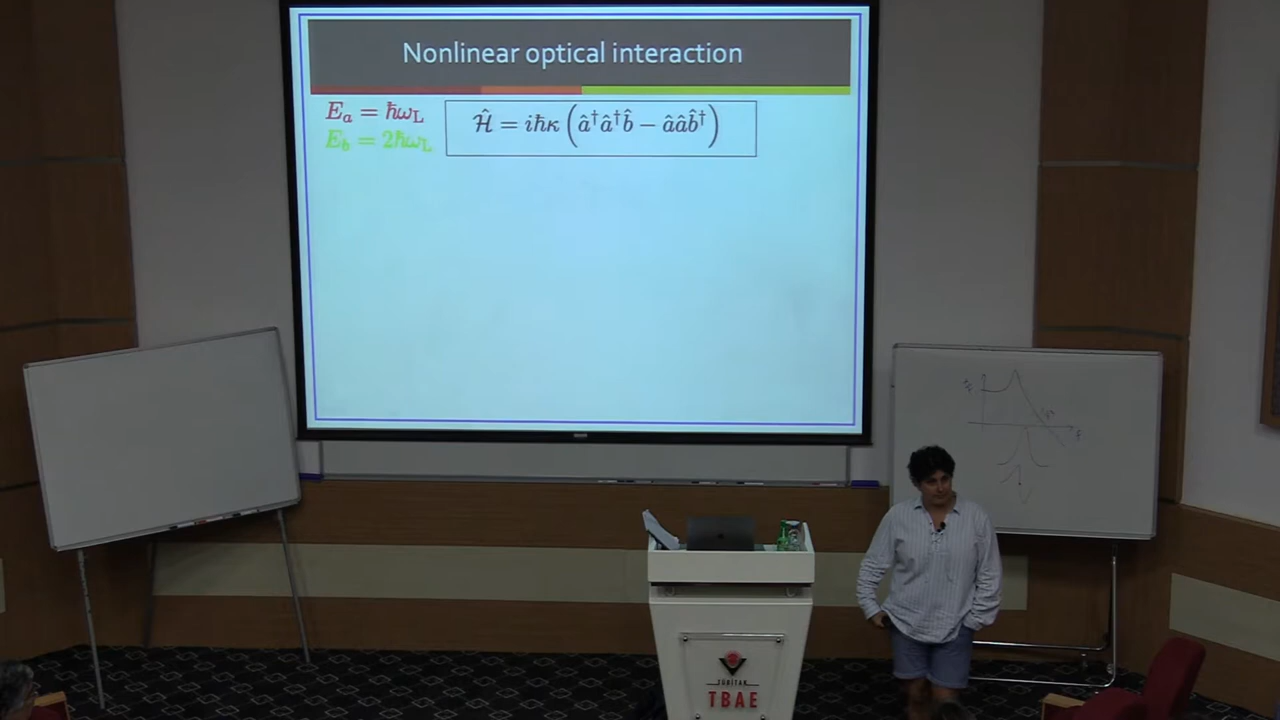 Nonlinear optical interaction
E_a = ħω_L
E_b = 2ħω_L
Ĥ = iħκ (â†â†b̂ − ââb̂†)
TÜBİTAK
TBAE